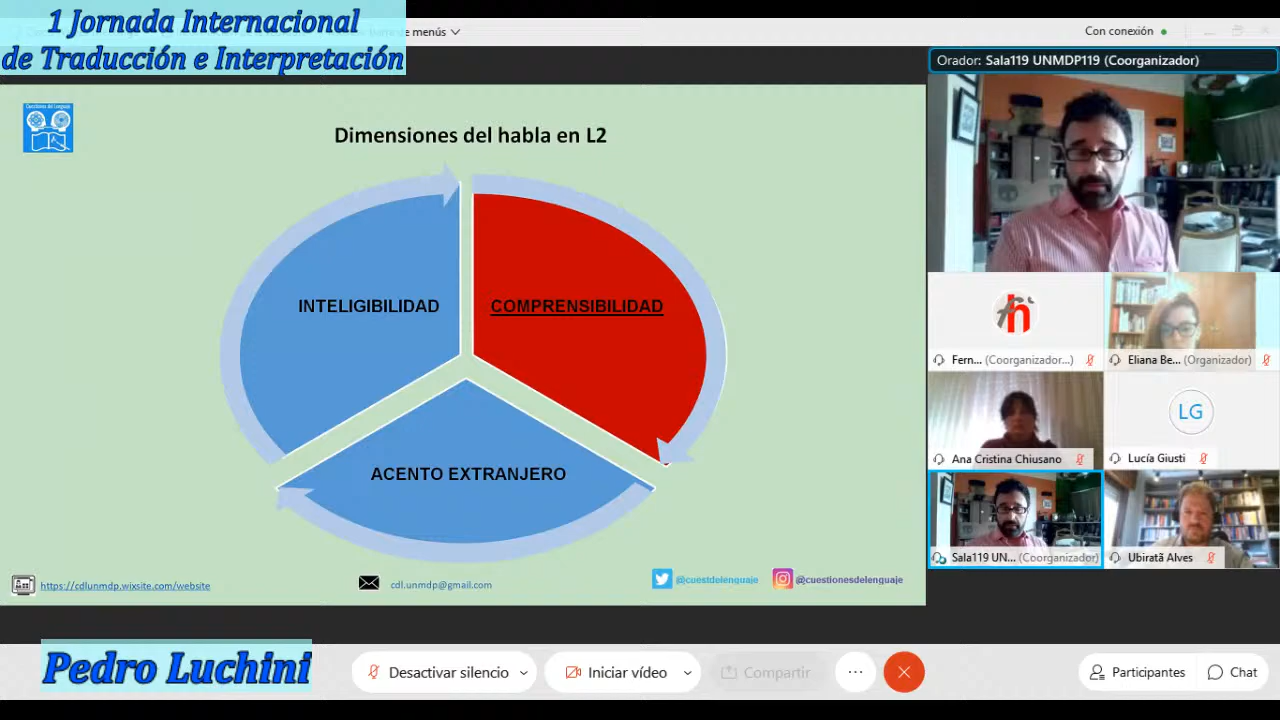 1 Jornada Internacional
de Traducción e Interpretación
menús
Con conexión
Orador: Sala119 UNMDP119 (Coorganizador)
Cuestiones del Lenguaje
Dimensiones del habla en L2
INTELIGIBILIDAD
COMPRENSIBILIDAD
ACENTO EXTRANJERO
https://cdlunmdp.wixsite.com/website
cdl.unmdp@gmail.com
@cuestdelenguaje
@cuestionesdelenguaje
h
Fern... (Coorganizador...)
Eliana Be... (Organizador)
Ana Cristina Chiusano
LG
Lucía Giusti
Sala119 UN... (Coorganizador)
Ubiratã Alves
Pedro Luchini
Desactivar silencio
Iniciar vídeo
Compartir
Participantes
Chat